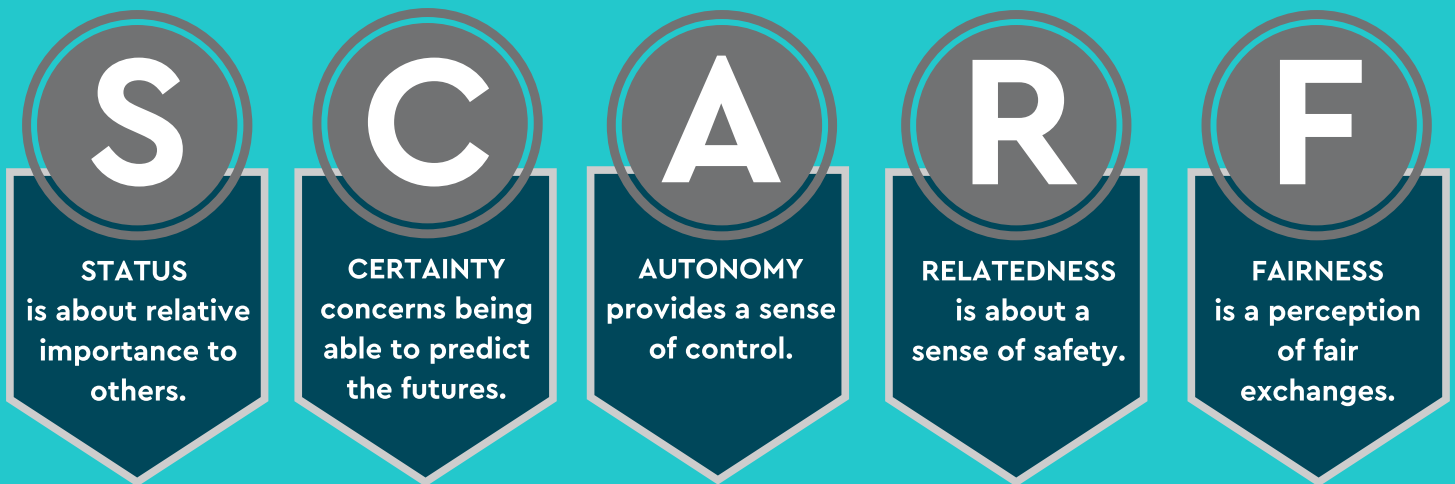 S
STATUS
is about relative
importance to
others.
C
CERTAINTY
concerns being
able to predict
the futures.
A
AUTONOMY
provides a sense
of control.
R
RELATEDNESS
is about a
sense of safety.
F
FAIRNESS
is a perception
of fair
exchanges.